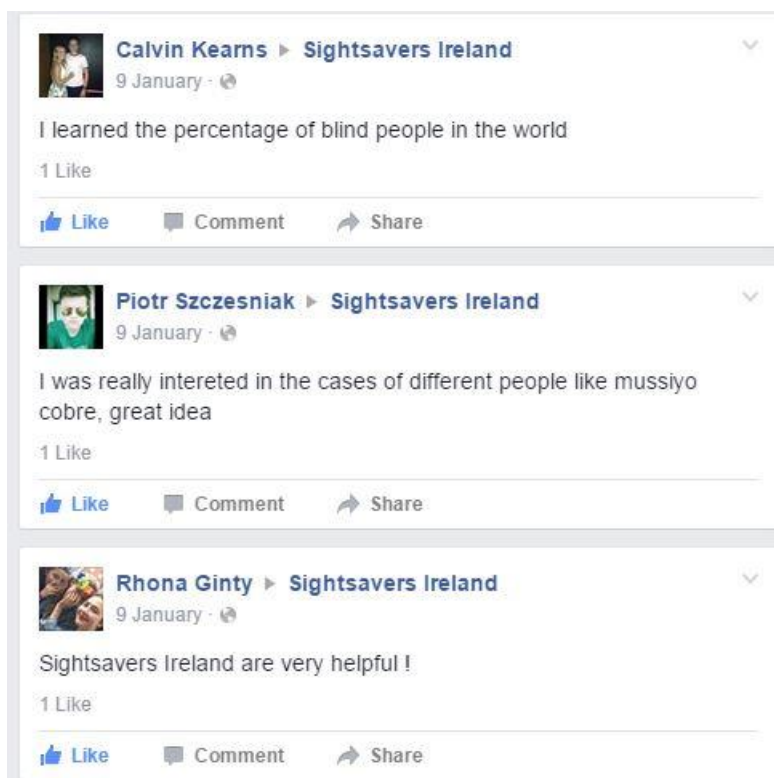 Calvin Kearns ▸ Sightsavers Ireland
9 January ·
I learned the percentage of blind people in the world
1 Like
Like Comment Share
Piotr Szczesniak ▸ Sightsavers Ireland
9 January ·
I was really intereted in the cases of different people like mussiyo
cobre, great idea
1 Like
Like Comment Share
Rhona Ginty ▸ Sightsavers Ireland
9 January ·
Sightsavers Ireland are very helpful !
1 Like
Like Comment Share